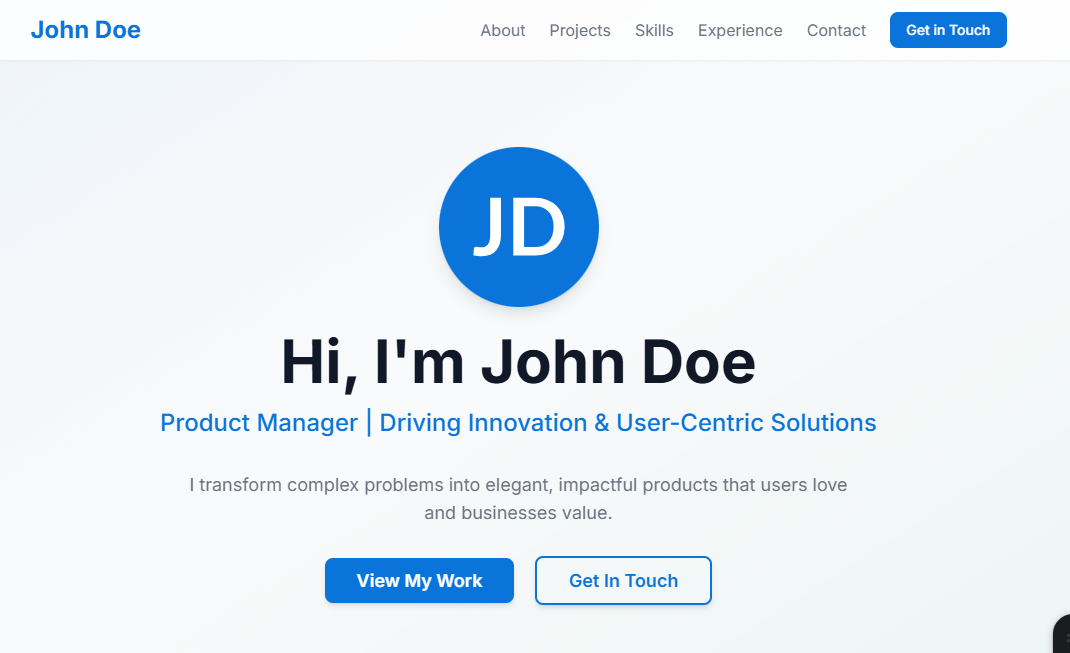 John Doe
About Projects Skills Experience Contact Get in Touch
JD
Hi, I'm John Doe
Product Manager | Driving Innovation & User-Centric Solutions
I transform complex problems into elegant, impactful products that users love
and businesses value.
View My Work Get In Touch